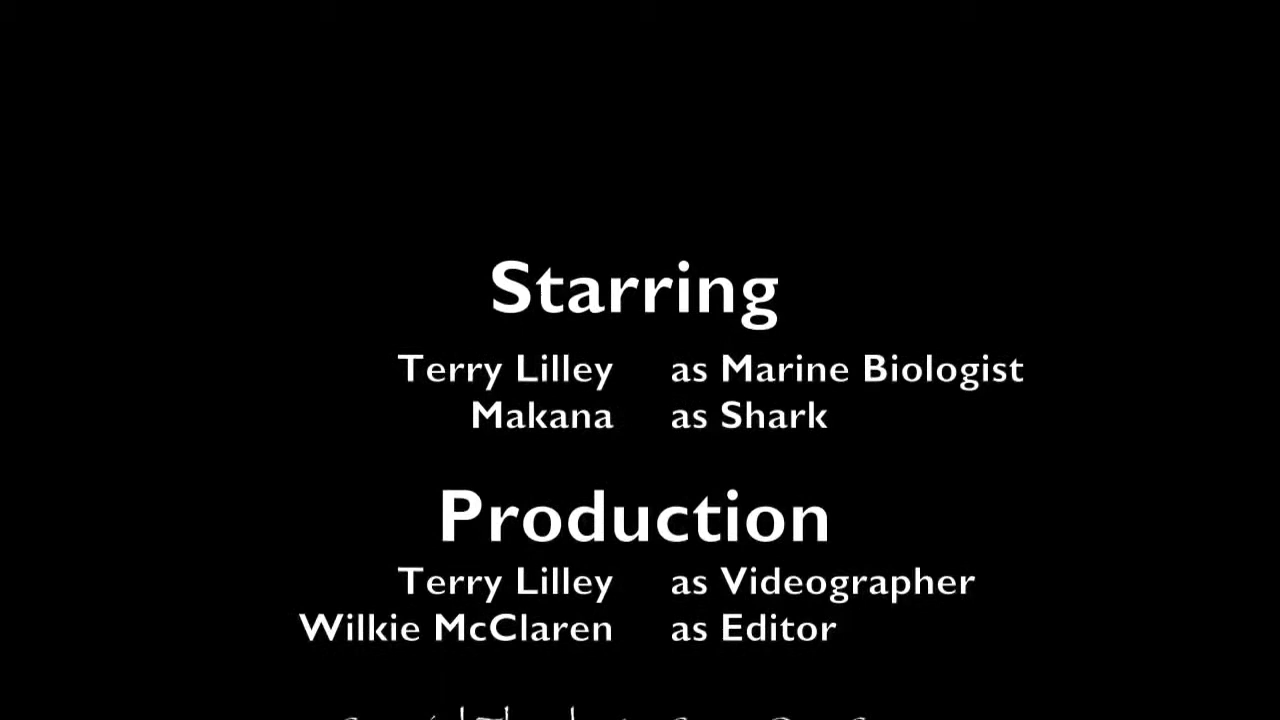 Starring
Terry Lilley as Marine Biologist
Makana as Shark
Production
Terry Lilley as Videographer
Wilkie McClaren as Editor